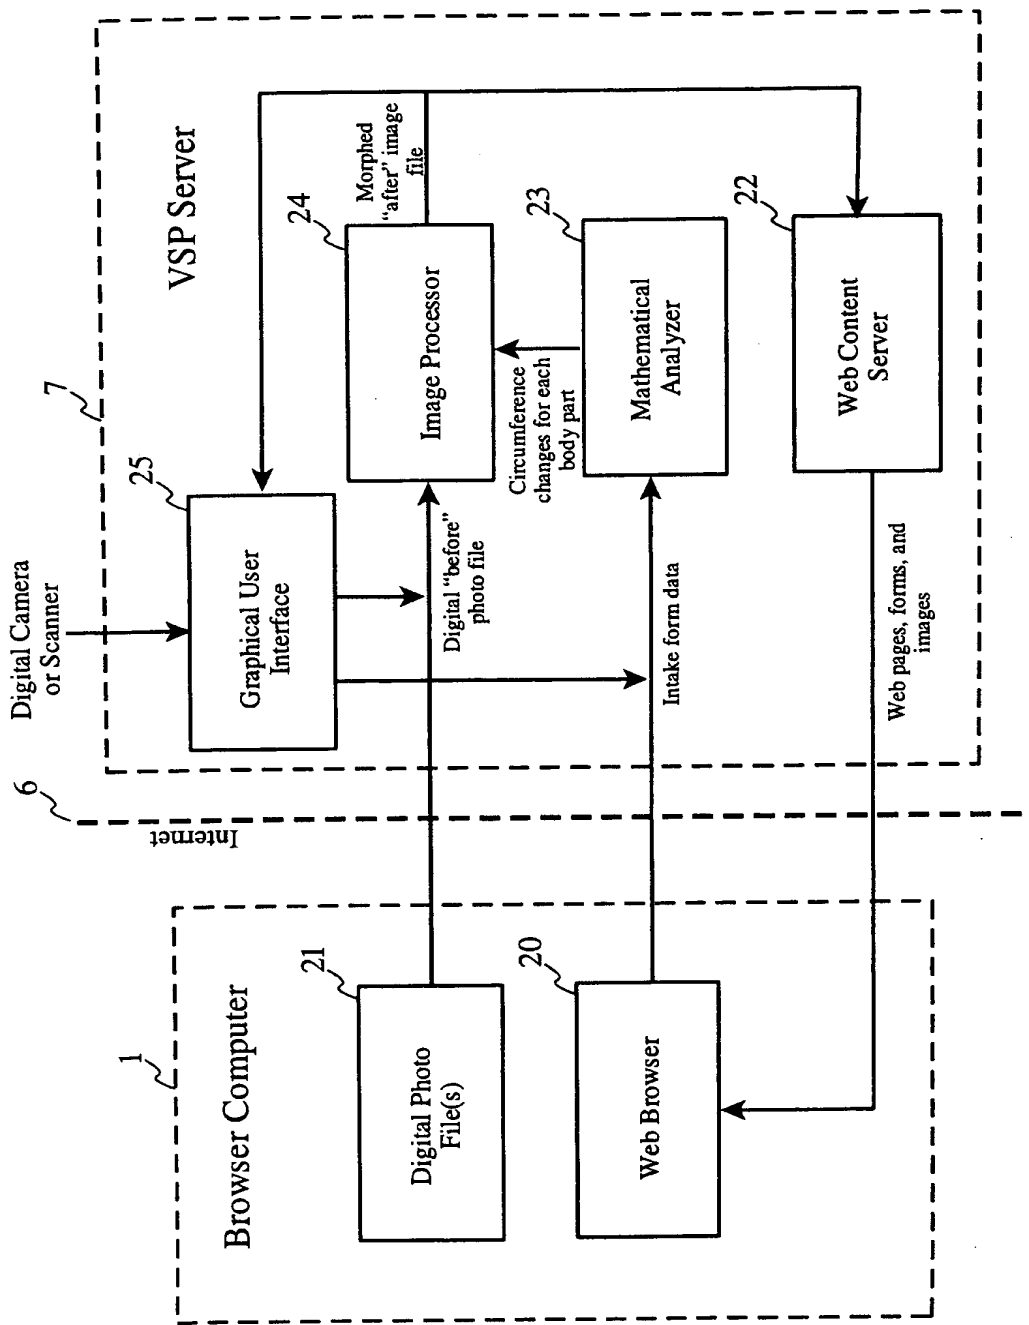 Browser Computer
1
21
Digital Photo
File(s)
20
Web Browser
Internet
6
Digital Camera
or Scanner
7
VSP Server
25
Graphical User
Interface
Digital “before”
photo file
24
Image Processor
Morphed
“after” image
file
Circumference
changes for each
body part
23
Mathematical
Analyzer
Intake form data
22
Web Content
Server
Web pages, forms, and
images